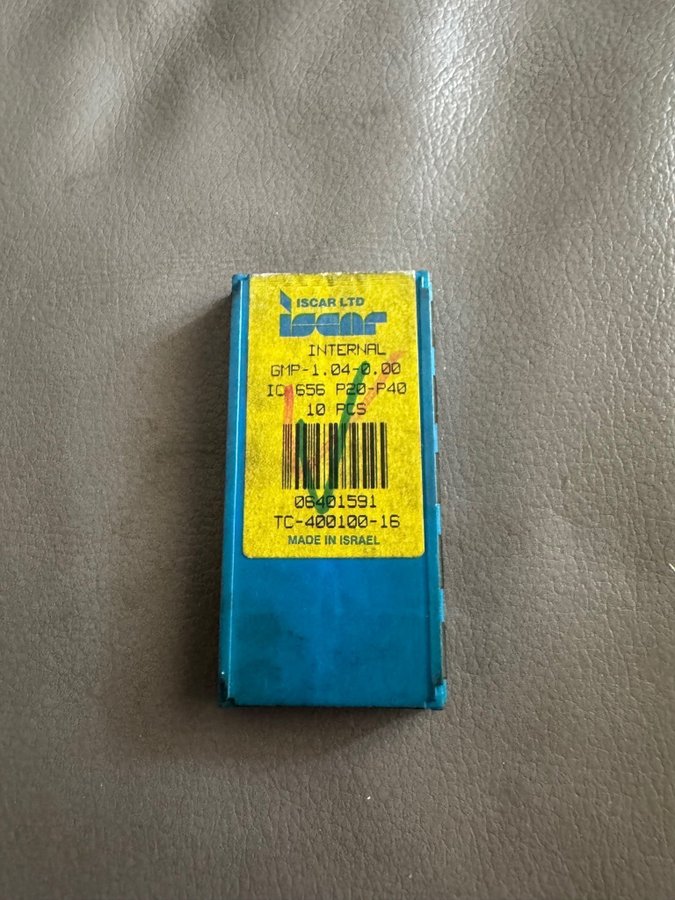 ISCAR LTD
iscar
INTERNAL
GMP-1.04-0.00
IC 656 P20-P40
10 PCS
06401591
TC-400100-16
MADE IN ISRAEL